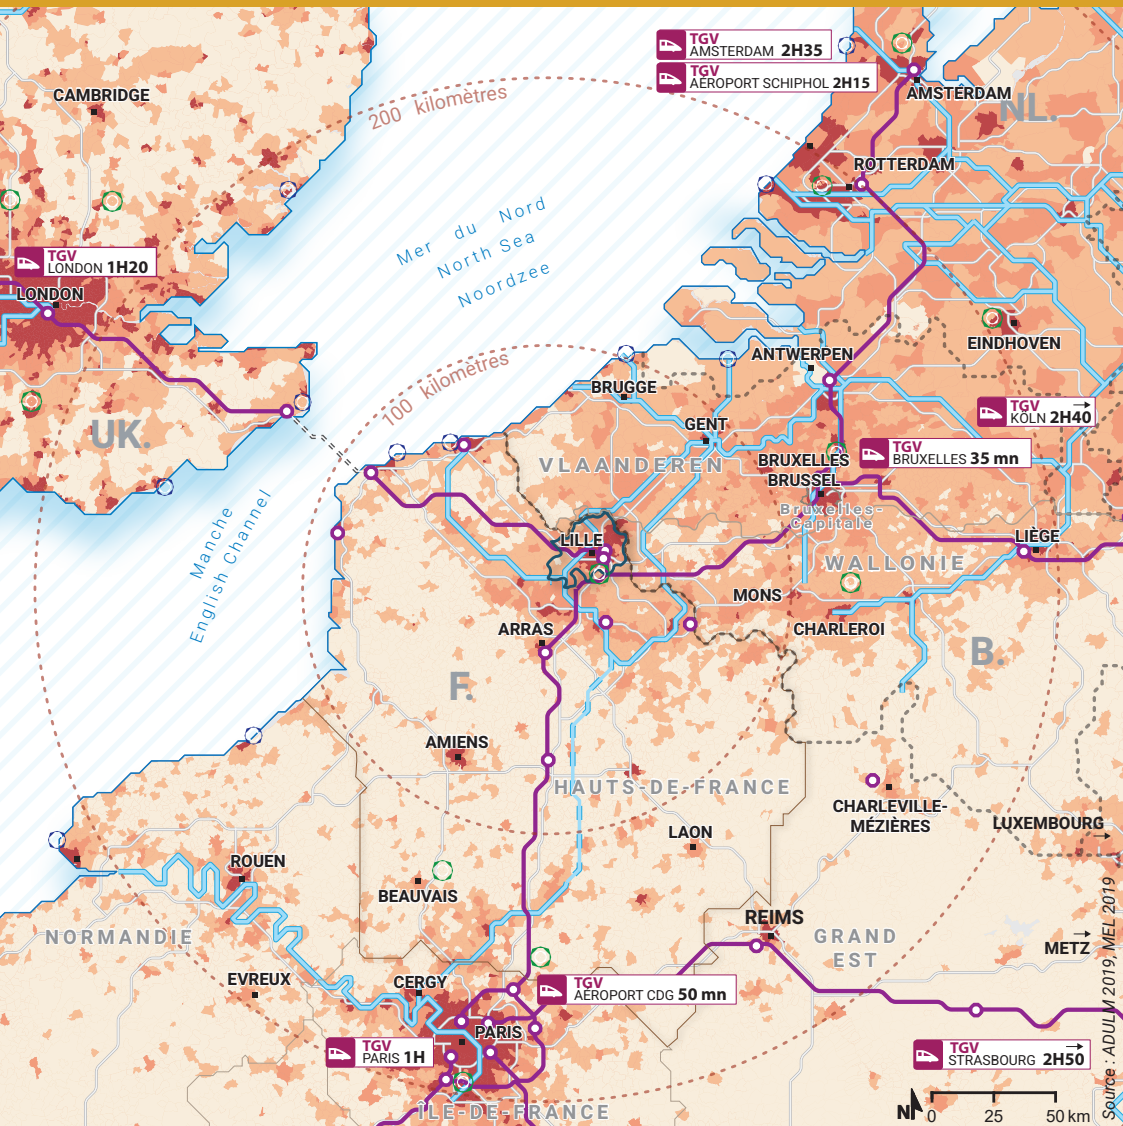 TGV
AMSTERDAM 2H35
TGV
AÉROPORT SCHIPHOL 2H15
CAMBRIDGE
200 kilomètres
AMSTERDAM
NL.
ROTTERDAM
Mer du Nord
North Sea
Noordzee
TGV
LONDON 1H20
LONDON
EINDHOVEN
ANTWERPEN
100 kilomètres
BRUGGE
TGV
KÖLN 2H40
GENT
UK.
VLAANDEREN
BRUXELLES
BRUSSEL
TGV
BRUXELLES 35 mn
Bruxelles-
Capitale
Manche
English Channel
LILLE
LIÈGE
WALLONIE
MONS
ARRAS
CHARLEROI
B.
F.
AMIENS
HAUTS-DE-FRANCE
CHARLEVILLE-
MÉZIÈRES
LUXEMBOURG
LAON
ROUEN
BEAUVAIS
REIMS
NORMANDIE
GRAND
EST
METZ
EVREUX
CERGY
TGV
AÉROPORT CDG 50 mn
PARIS
TGV
PARIS 1H
TGV
STRASBOURG 2H50
ÎLE-DE-FRANCE
N
0 25 50 km
Source : ADULM 2019, MEL 2019